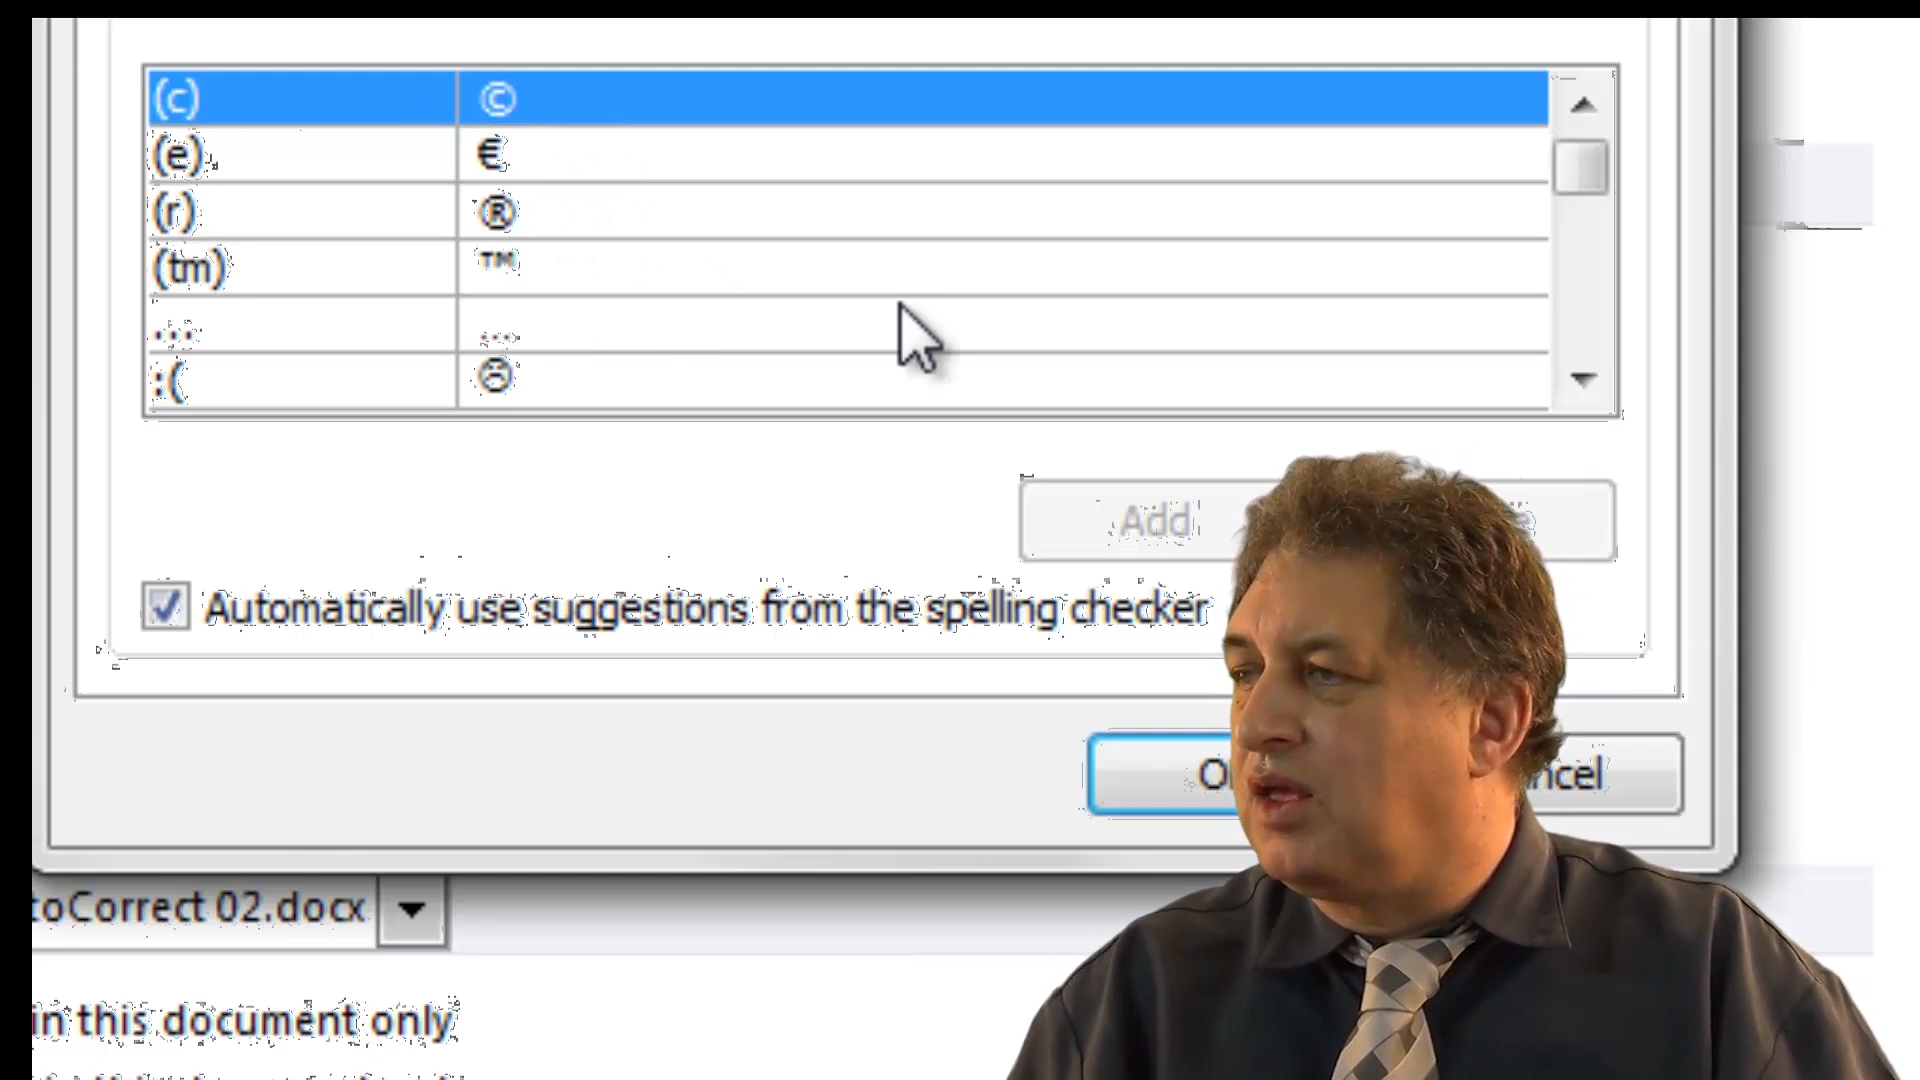 (c) ©
(e) €
(r) ®
(tm) ™
... …
:( ☹
Add
Automatically use suggestions from the spelling checker
toCorrect 02.docx
in this document only